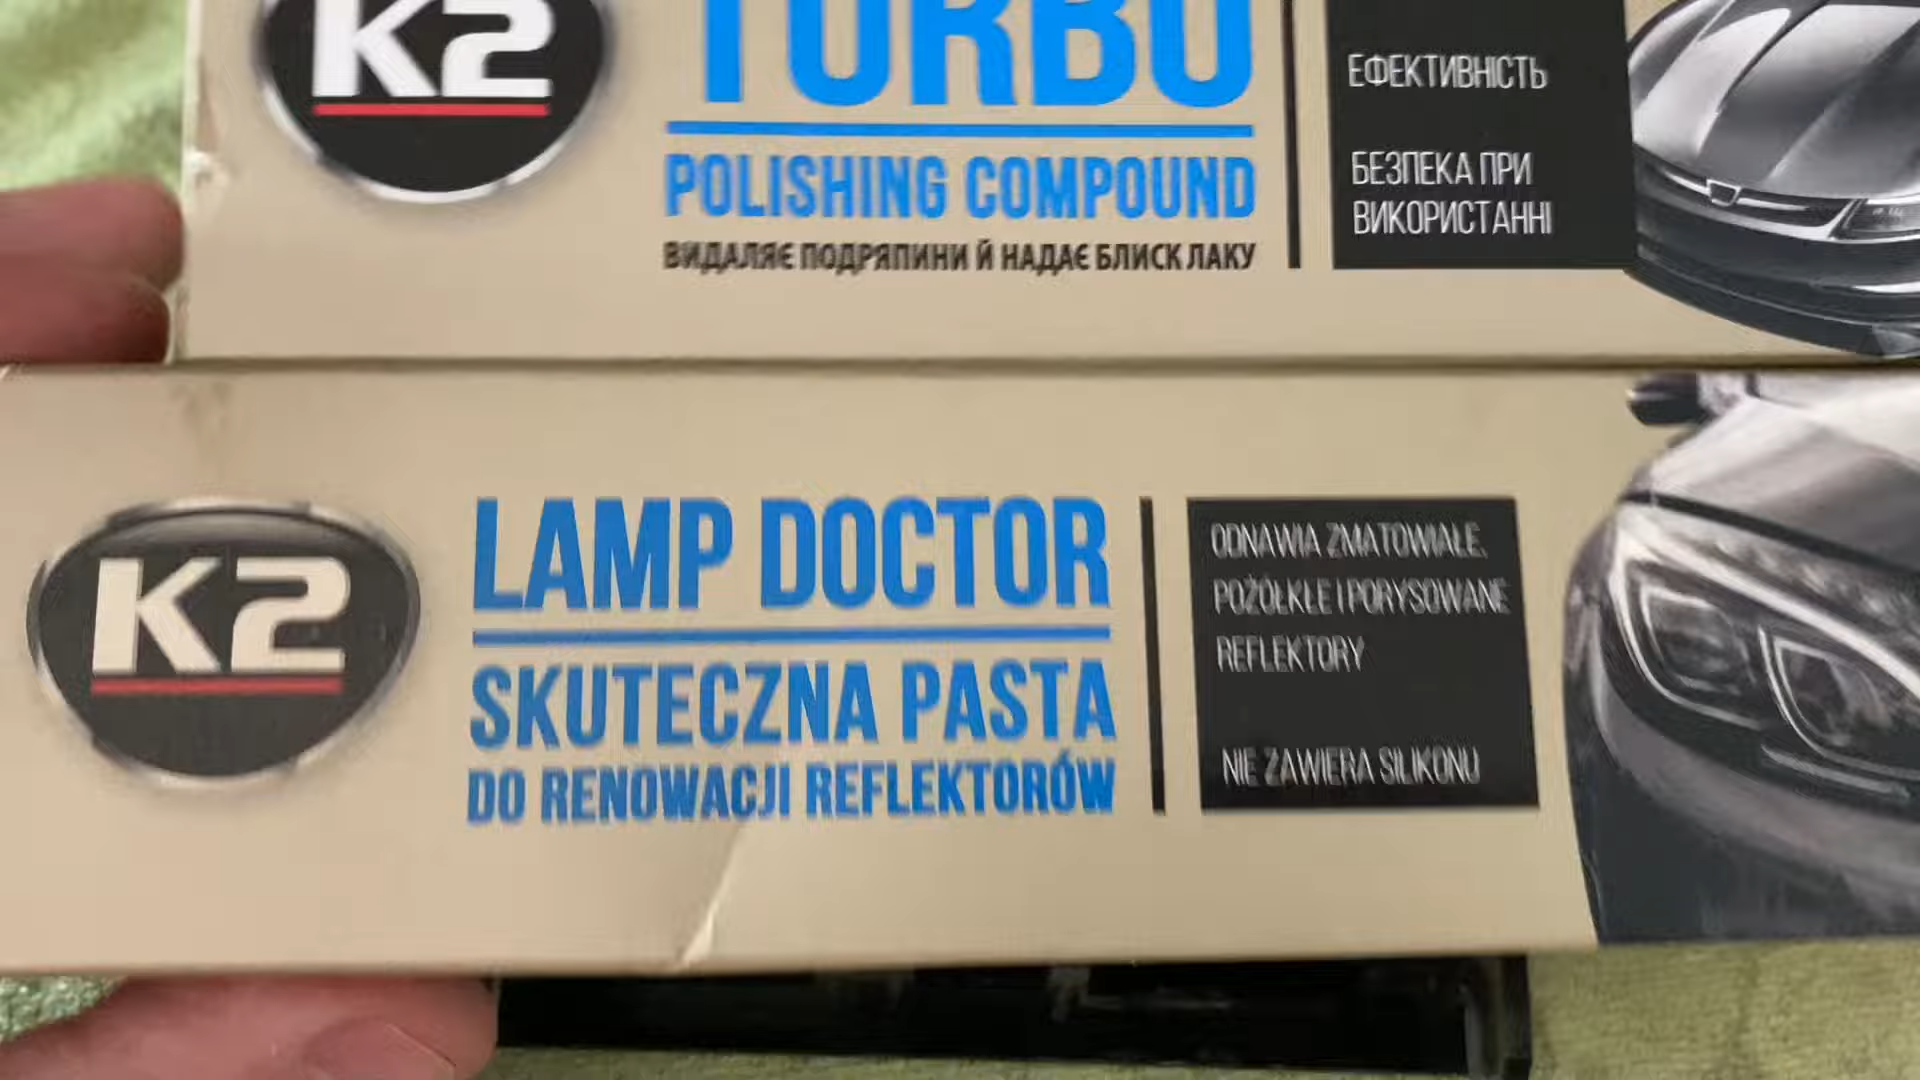 K2
TURBO
POLISHING COMPOUND
ВИДАЛЯЄ ПОДРЯПИНИ Й НАДАЄ БЛИСК ЛАКУ
ЕФЕКТИВНІСТЬ
БЕЗПЕКА ПРИ
ВИКОРИСТАННІ
K2
LAMP DOCTOR
SKUTECZNA PASTA
DO RENOWACJI REFLEKTORÓW
ODNAWIA ZMATOWIAŁE,
POŻÓŁKŁE I PORYSOWANE
REFLEKTORY
NIE ZAWIERA SILIKONU